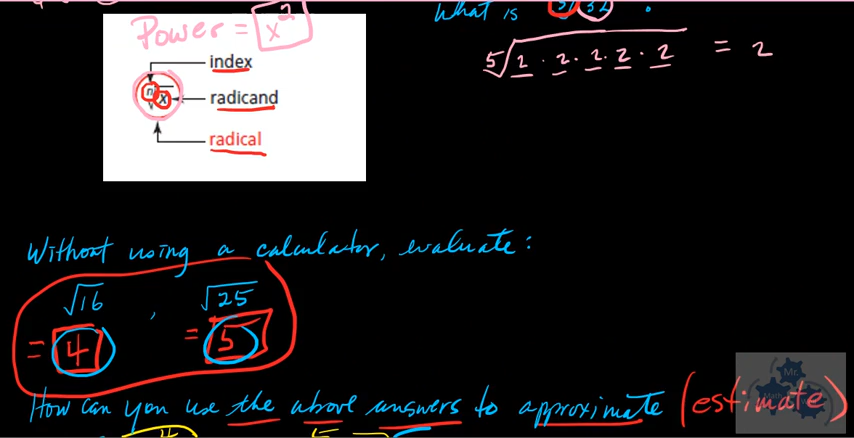 What is ⁵√32 .
Power = x²
⁵√2 · 2 · 2 · 2 · 2 = 2
index
n√x
radicand
radical
Without using a calculator, evaluate:
√16 , √25
= 4 = 5
How can you use the above answers to approximate (estimate)
Mr.